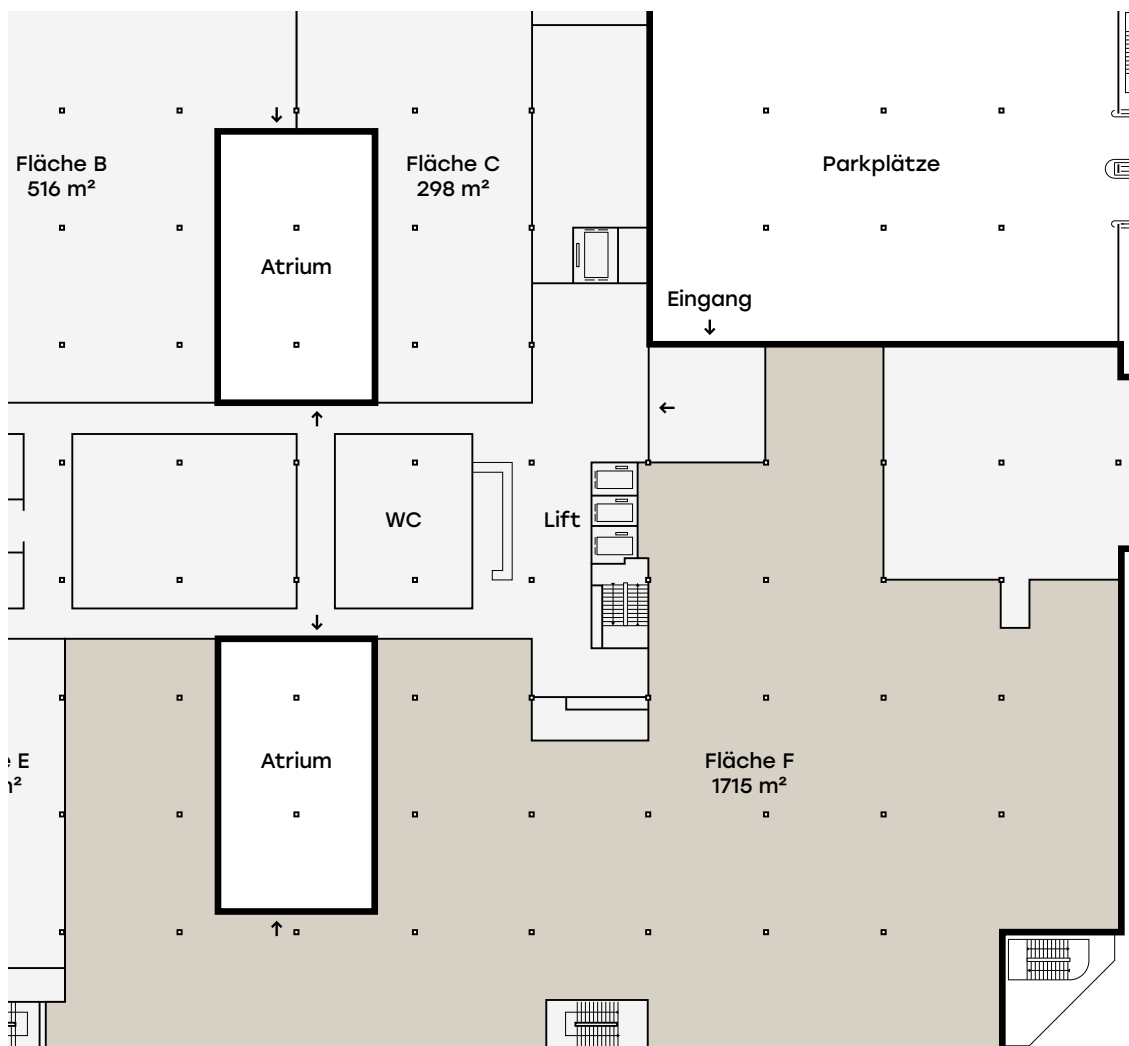 Fläche B
516 m²
Fläche C
298 m²
Parkplätze
Atrium
Eingang
WC
Lift
E
Atrium
Fläche F
1715 m²